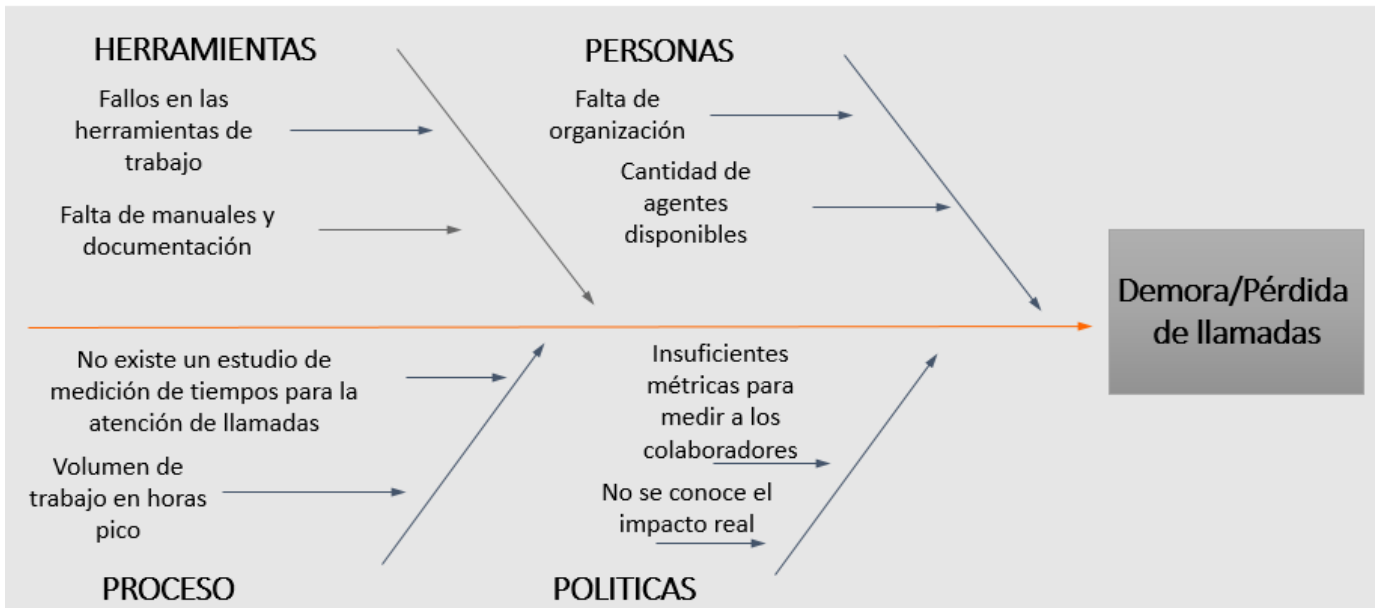 HERRAMIENTAS
Fallos en las
herramientas de
trabajo
Falta de manuales y
documentación
PERSONAS
Falta de
organización
Cantidad de
agentes
disponibles
Demora/Pérdida
de llamadas
No existe un estudio de
medición de tiempos para la
atención de llamadas
Volumen de
trabajo en horas
pico
PROCESO
Insuficientes
métricas para
medir a los
colaboradores
No se conoce el
impacto real
POLITICAS